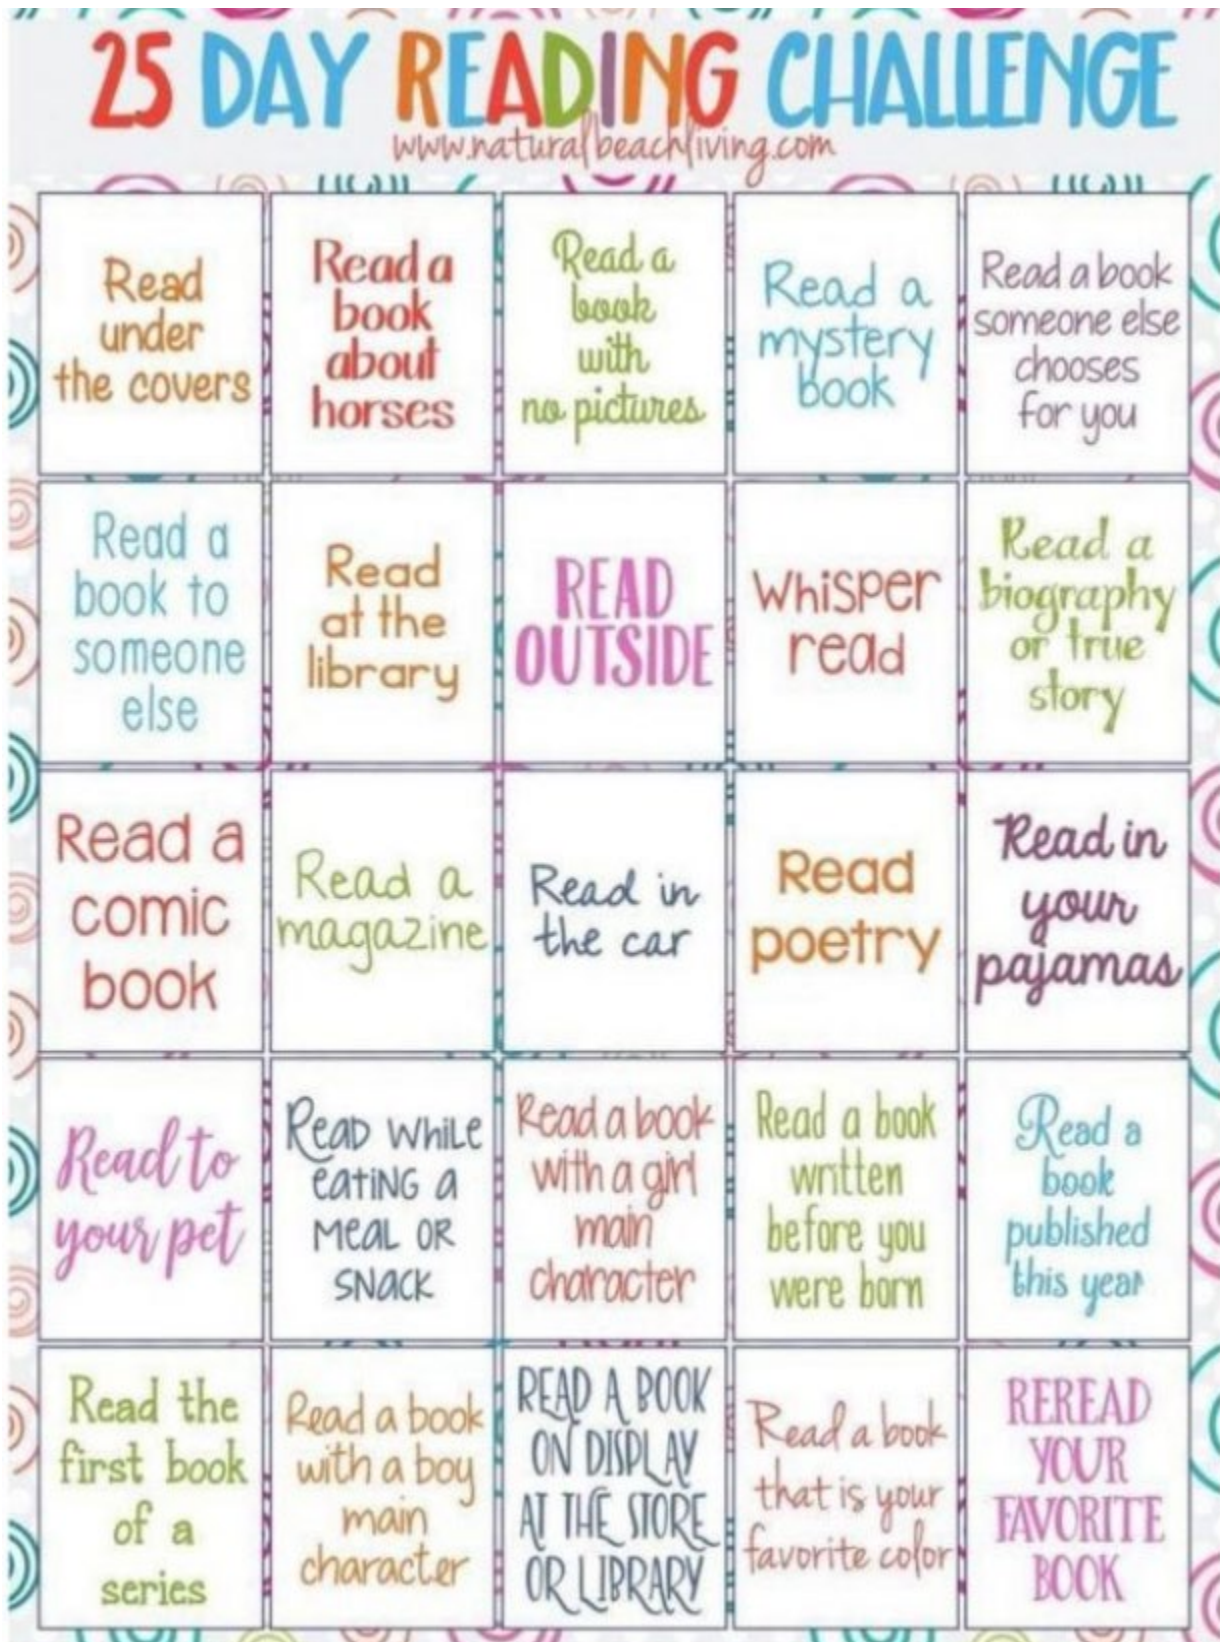 25 DAY READING CHALLENGE
www.naturalbeachliving.com
Read
under
the covers
Read a
book
about
horses
Read a
book
with
no pictures
Read a
mystery
book
Read a book
someone else
chooses
for you
Read a
book to
someone
else
Read
at the
library
READ
OUTSIDE
Whisper
read
Read a
biography
or true
story
Read a
comic
book
Read a
magazine
Read in
the car
Read
poetry
Read in
your
pajamas
Read to
your pet
READ WHILE
EATING A
MEAL OR
SNACK
Read a book
with a girl
main
character
Read a book
written
before you
were born
Read a
book
published
this year
Read the
first book
of a
series
Read a book
with a boy
main
character
READ A BOOK
ON DISPLAY
AT THE STORE
OR LIBRARY
Read a book
that is your
favorite color
REREAD
YOUR
FAVORITE
BOOK